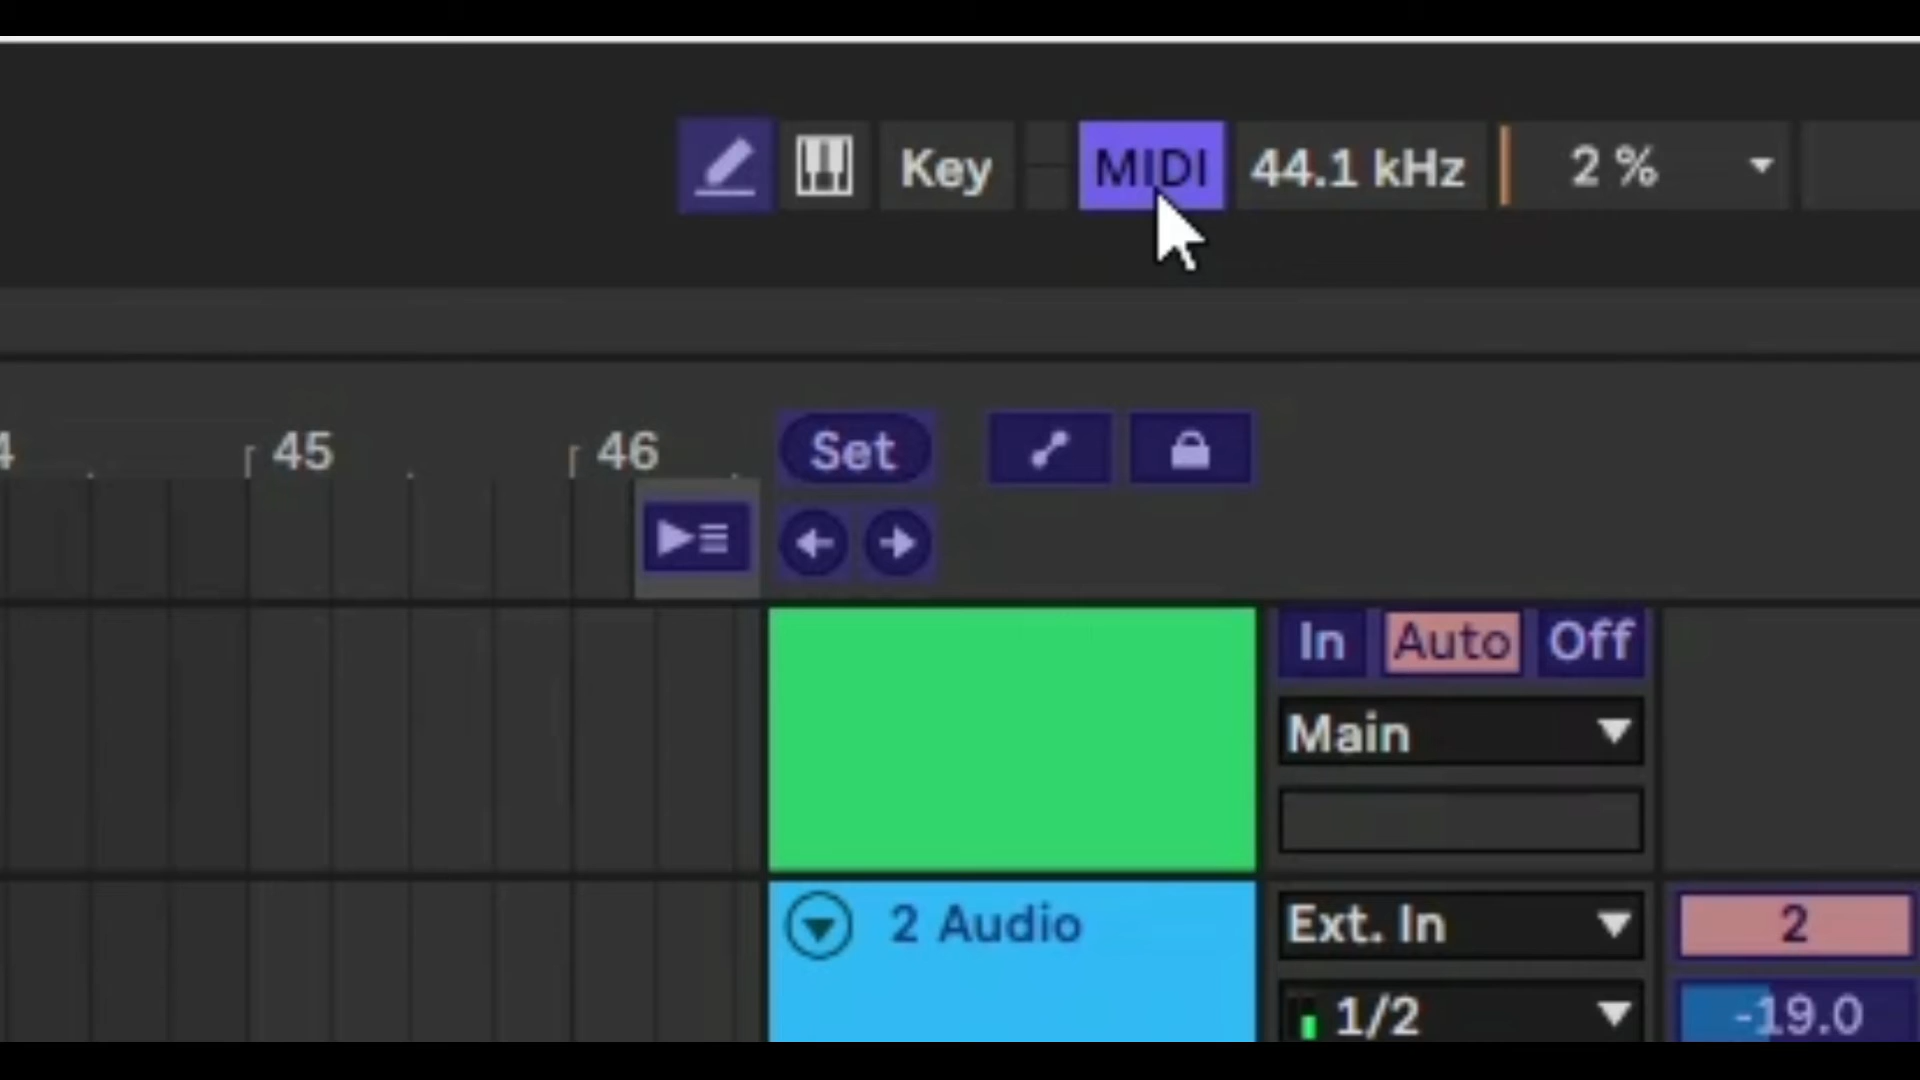 Key MIDI 44.1 kHz 2 %
4 45 46 Set
In Auto Off
Main
2 Audio Ext. In 2
1/2 -19.0